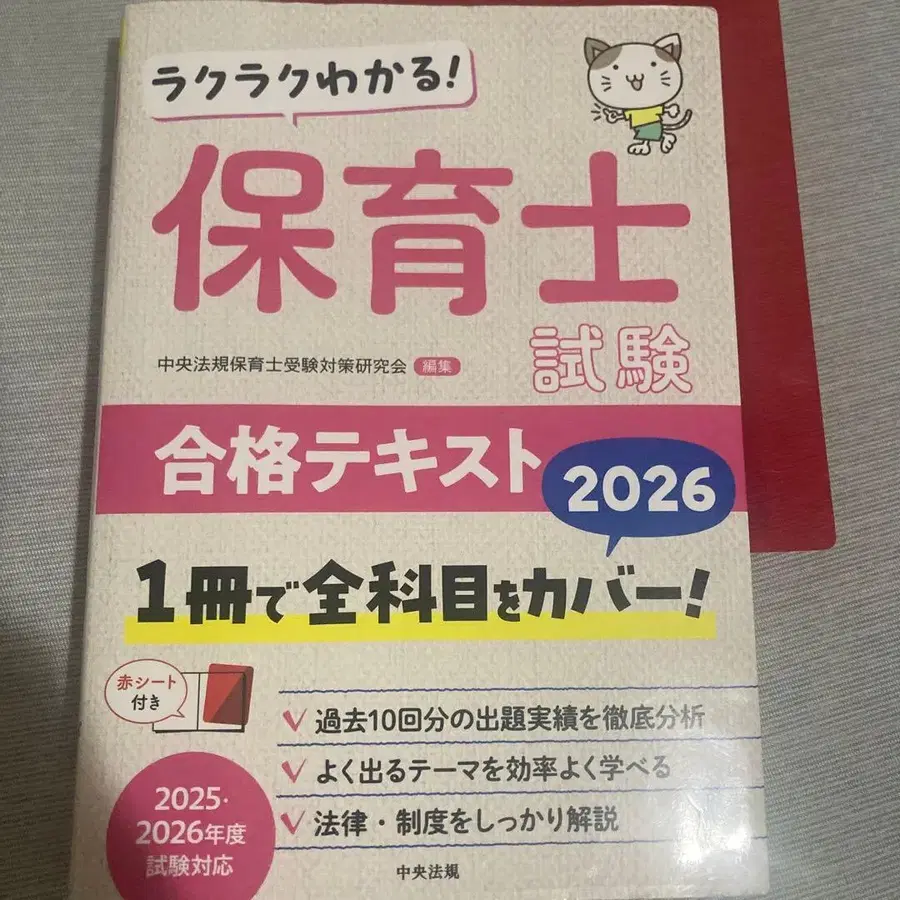 ラクラクわかる!
保育士
試験
中央法規保育士受験対策研究会 編集
合格テキスト
2026
1冊で全科目をカバー!
赤シート
付き
過去10回分の出題実績を徹底分析
よく出るテーマを効率よく学べる
法律・制度をしっかり解説
2025・
2026年度
試験対応
中央法規